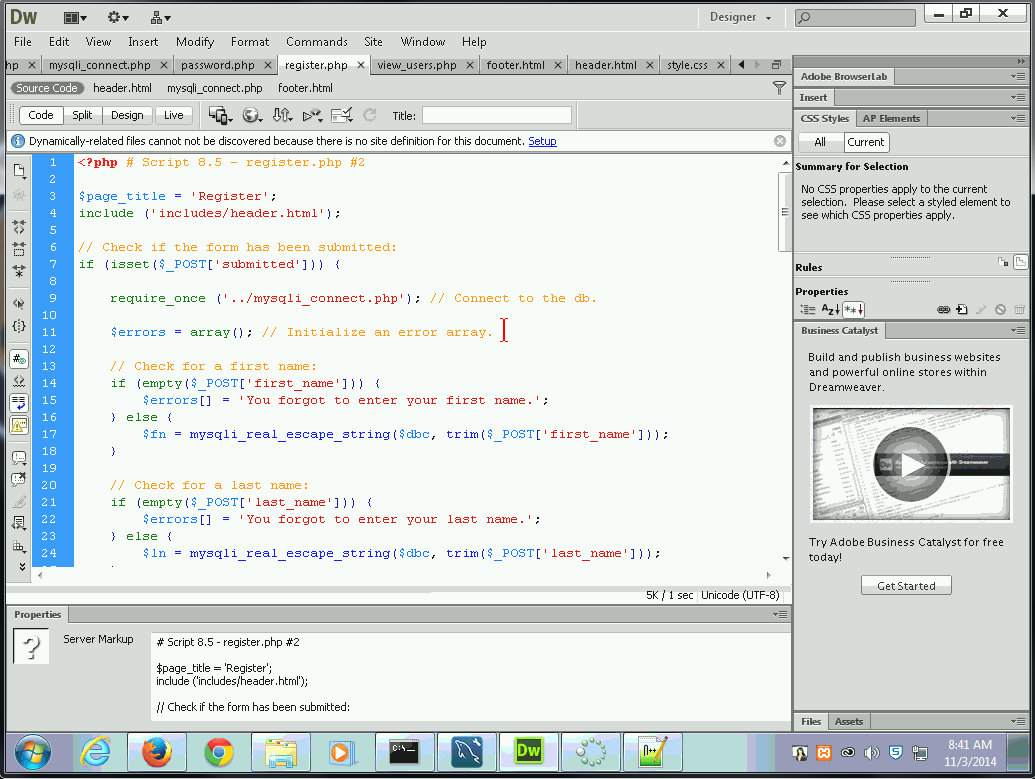 Dw
Designer
File Edit View Insert Modify Format Commands Site Window Help
hp × mysqli_connect.php × password.php × register.php × view_users.php × footer.html × header.html × style.css ×
Source Code header.html mysqli_connect.php footer.html
Code Split Design Live Title:
Dynamically-related files cannot not be discovered because there is no site definition for this document. Setup
1 <?php # Script 8.5 - register.php #2
2
3 $page_title = 'Register';
4 include ('includes/header.html');
5
6 // Check if the form has been submitted:
7 if (isset($_POST['submitted'])) {
8
9 require_once ('../mysqli_connect.php'); // Connect to the db.
10
11 $errors = array(); // Initialize an error array.
12
13 // Check for a first name:
14 if (empty($_POST['first_name'])) {
15 $errors[] = 'You forgot to enter your first name.';
16 } else {
17 $fn = mysqli_real_escape_string($dbc, trim($_POST['first_name']));
18 }
19
20 // Check for a last name:
21 if (empty($_POST['last_name'])) {
22 $errors[] = 'You forgot to enter your last name.';
23 } else {
24 $ln = mysqli_real_escape_string($dbc, trim($_POST['last_name']));
5K / 1 sec Unicode (UTF-8)
Properties
Server Markup
# Script 8.5 - register.php #2
$page_title = 'Register';
include ('includes/header.html');
// Check if the form has been submitted:
Adobe BrowserLab
Insert
CSS Styles AP Elements
All Current
Summary for Selection
No CSS properties apply to the current
selection. Please select a styled element to
see which CSS properties apply.
Rules
Properties
Business Catalyst
Build and publish business websites
and powerful online stores within
Dreamweaver.
Try Adobe Business Catalyst for free
today!
Get Started
Files Assets
C:\
Dw
8:41 AM
11/3/2014